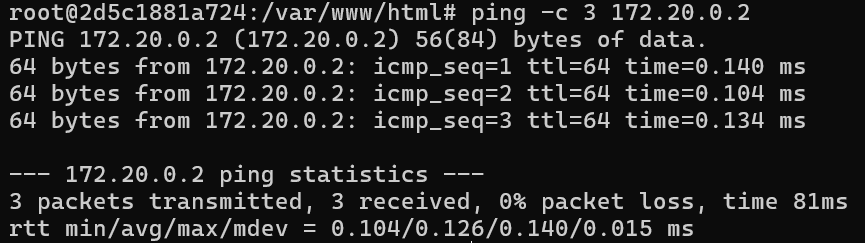 root@2d5c1881a724:/var/www/html# ping -c 3 172.20.0.2
PING 172.20.0.2 (172.20.0.2) 56(84) bytes of data.
64 bytes from 172.20.0.2: icmp_seq=1 ttl=64 time=0.140 ms
64 bytes from 172.20.0.2: icmp_seq=2 ttl=64 time=0.104 ms
64 bytes from 172.20.0.2: icmp_seq=3 ttl=64 time=0.134 ms
--- 172.20.0.2 ping statistics ---
3 packets transmitted, 3 received, 0% packet loss, time 81ms
rtt min/avg/max/mdev = 0.104/0.126/0.140/0.015 ms